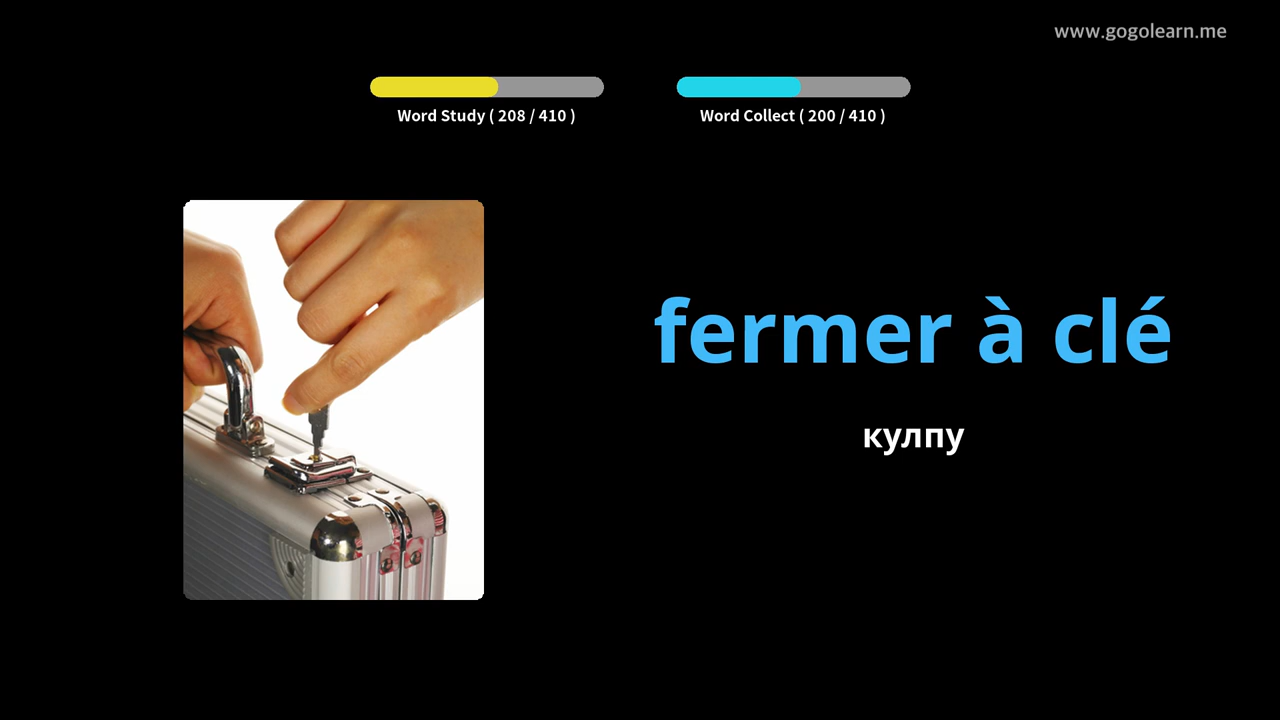 www.gogolearn.me
Word Study ( 208 / 410 )
Word Collect ( 200 / 410 )
fermer à clé
кулпу